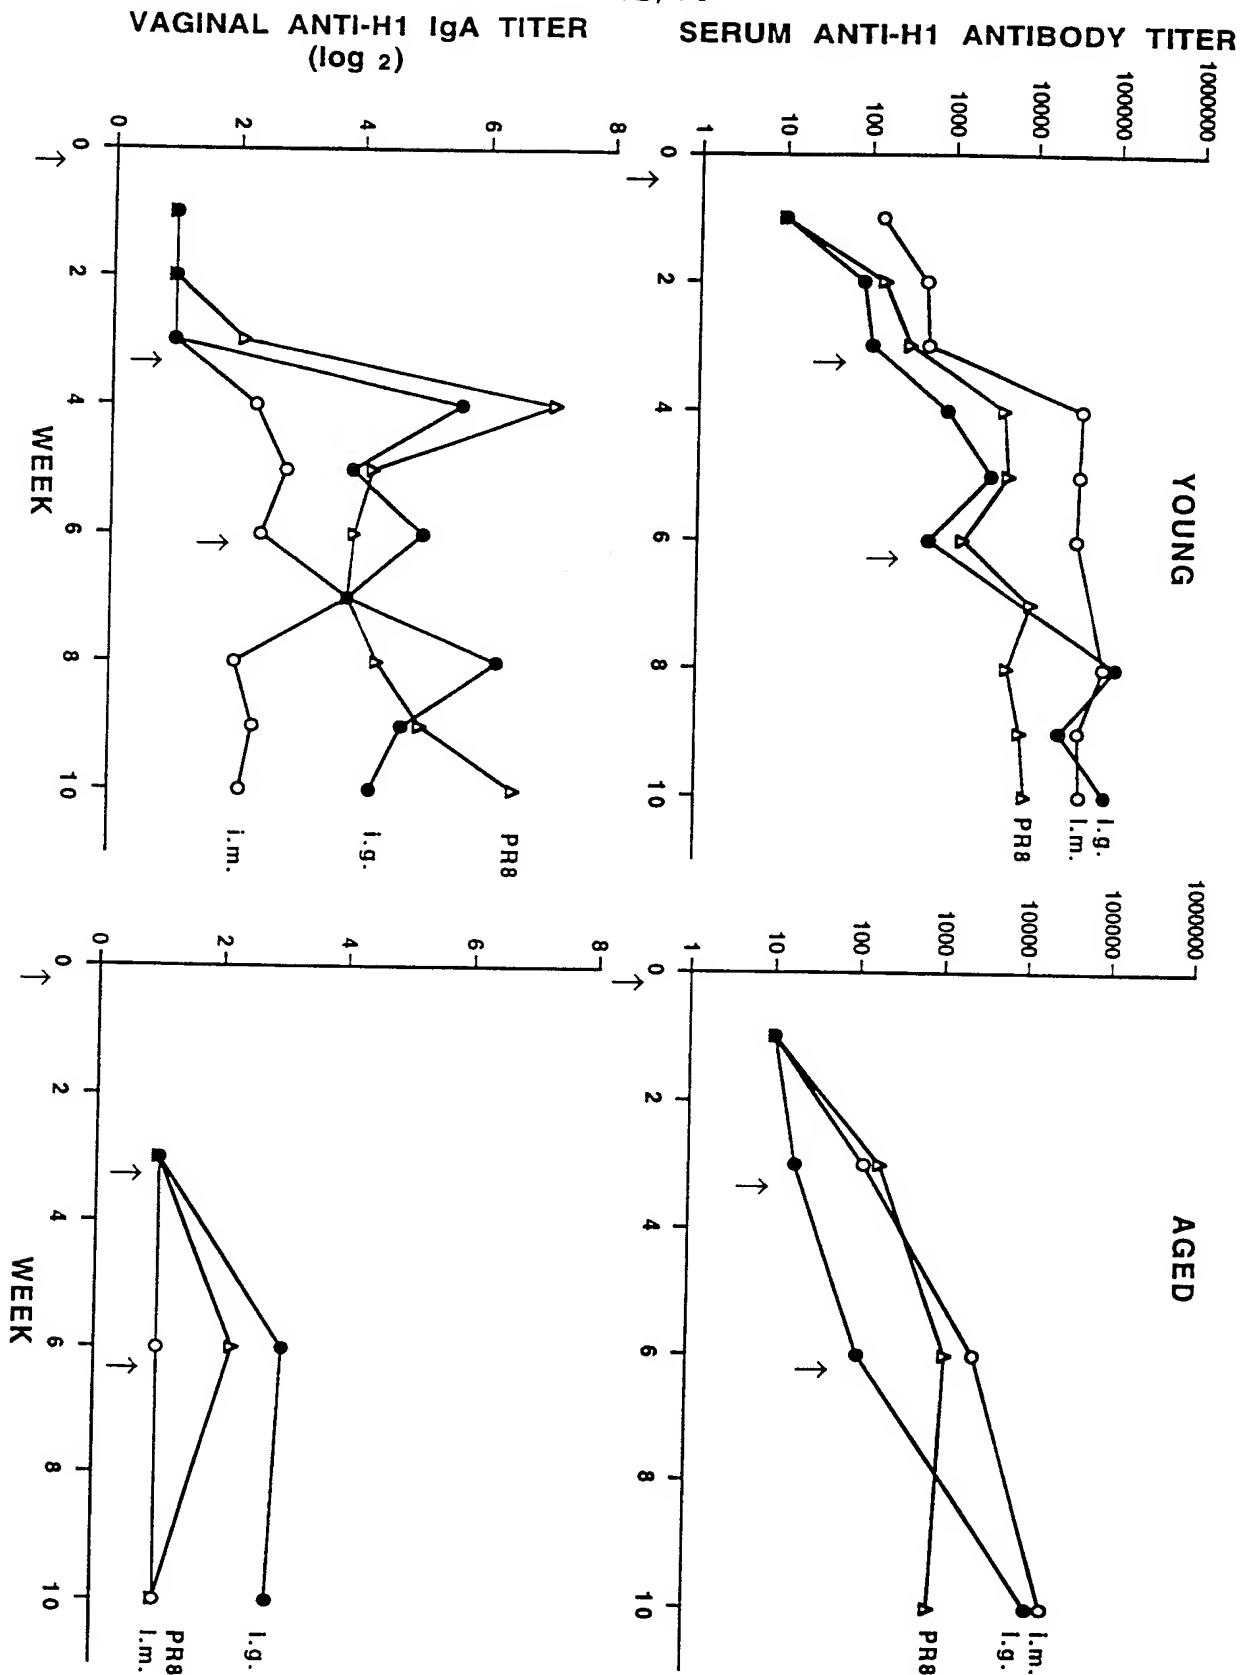 VAGINAL ANTI-H1 IgA TITER
(log 2)
SERUM ANTI-H1 ANTIBODY TITER
YOUNG
1 10 100 1000 10000 100000 1000000
0 2 4 6 8 10
i.g.
i.m.
PR8
0 2 4 6 8
0 2 4 6 8 10
WEEK
PR8
i.g.
i.m.
AGED
1 10 100 1000 10000 100000 1000000
0 2 4 6 8 10
i.m.
i.g.
PR8
0 2 4 6 8
0 2 4 6 8 10
WEEK
i.g.
PR8
i.m.